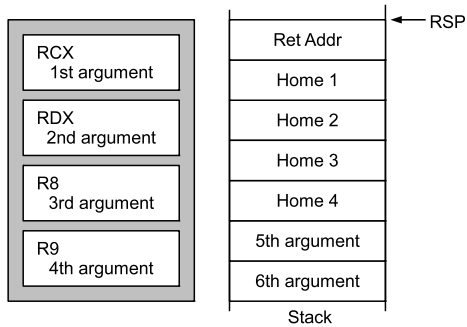 RCX
1st argument
RDX
2nd argument
R8
3rd argument
R9
4th argument
RSP
Ret Addr
Home 1
Home 2
Home 3
Home 4
5th argument
6th argument
Stack